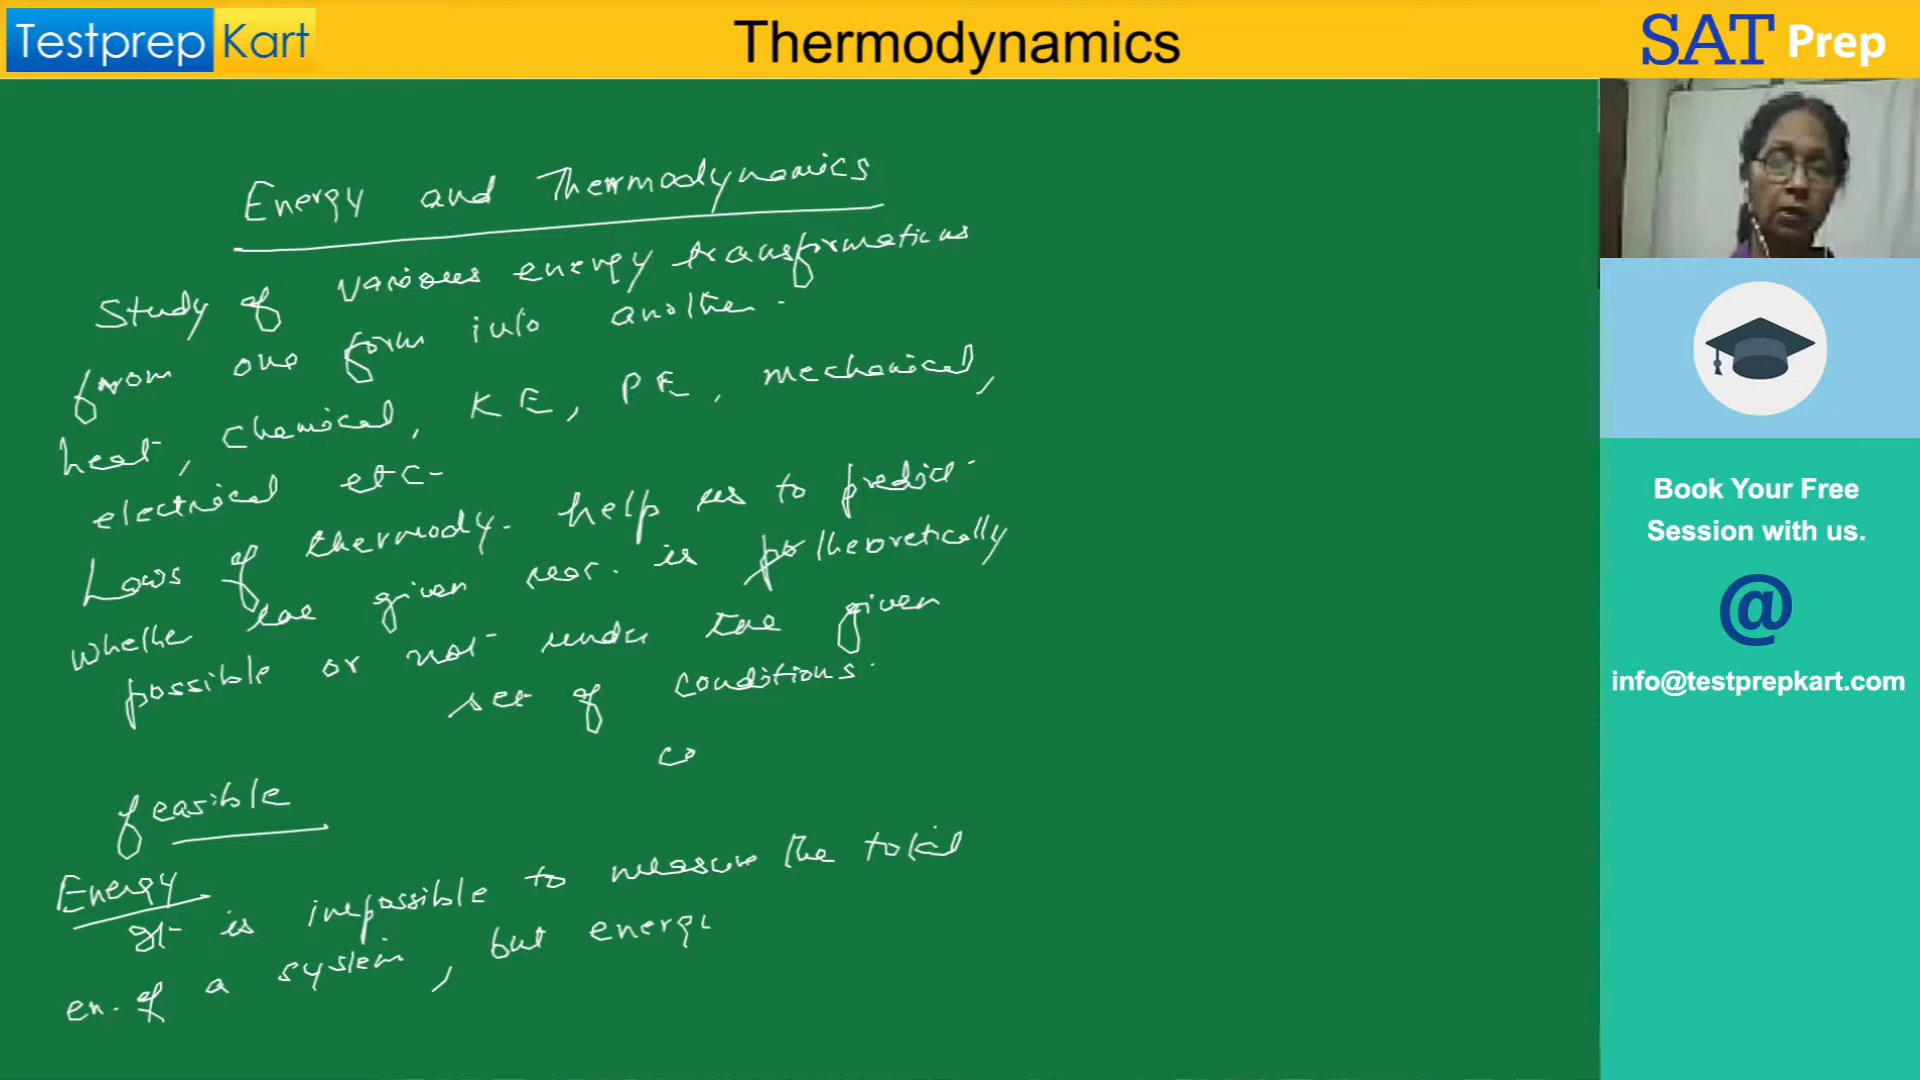 Testprep Kart
Thermodynamics
SAT Prep
Energy and Thermodynamics
Study of various energy transformations
from one form into another.
heat, chemical, KE, PE, mechanical,
electrical etc-
Laws of thermody. help us to predict
whethe the given reac. is theoretically
possible or not under the given
set of conditions.
co
feasible
Energy
It is impossible to measure the total
en. of a system, but energy
Book Your Free
Session with us.
@
info@testprepkart.com